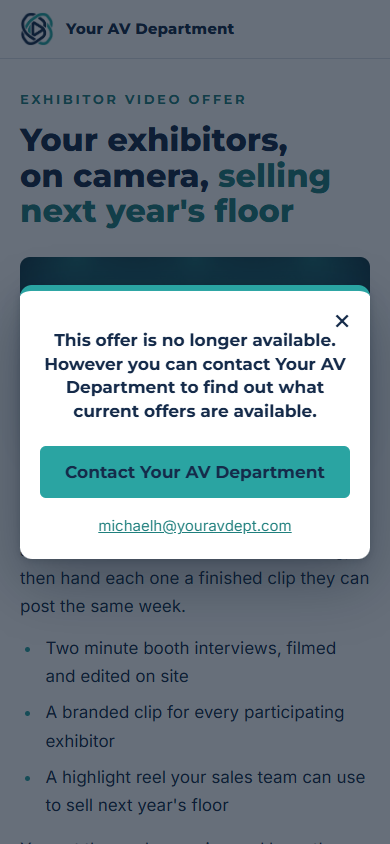 Your AV Department
EXHIBITOR VIDEO OFFER
Your exhibitors,
on camera, selling
next year's floor
×
This offer is no longer available.
However you can contact Your AV
Department to find out what
current offers are available.
Contact Your AV Department
michaelh@youravdept.com
then hand each one a finished clip they can
post the same week.
• Two minute booth interviews, filmed
and edited on site
• A branded clip for every participating
exhibitor
• A highlight reel your sales team can use
to sell next year's floor